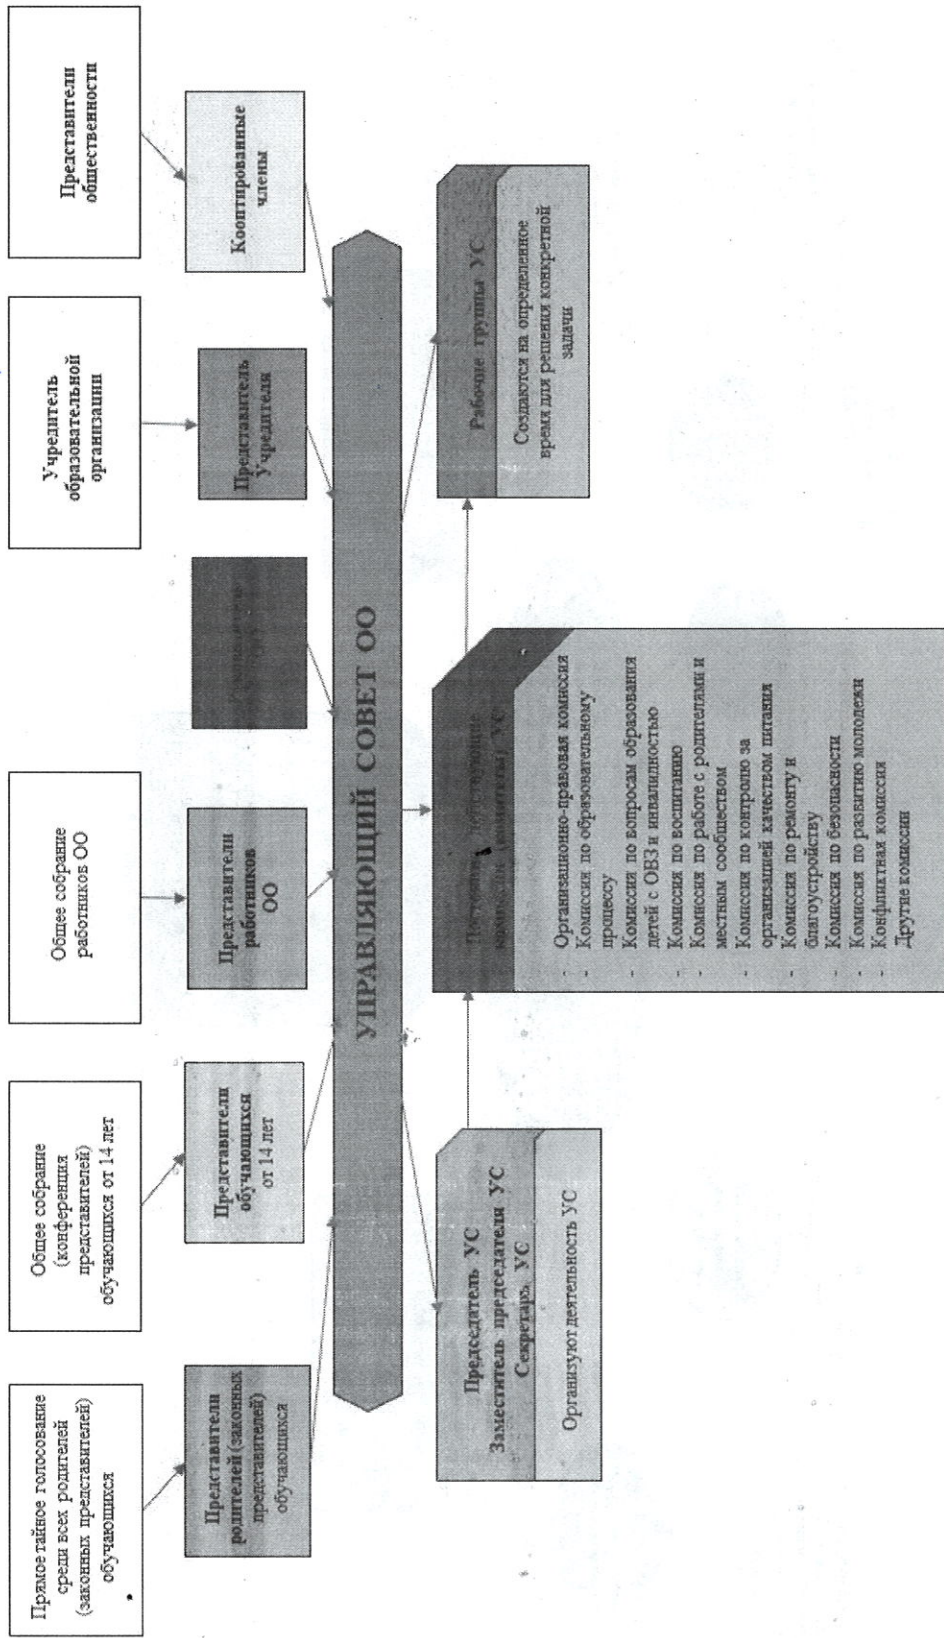 Прямое тайное голосование
среди всех родителей
(законных представителей)
обучающихся
Общее собрание
(конференция
представителей)
обучающихся от 14 лет
Общее собрание
работников ОО
Учредитель
образовательной
организации
Представители
общественности
Представители
родителей (законных
представителей)
обучающихся
Представители
обучающихся
от 14 лет
Представители
работников
ОО
Представитель
Учредителя
Кооптированные
члены
УПРАВЛЯЮЩИЙ СОВЕТ ОО
Председатель УС
Заместитель председателя УС
Секретарь УС
Организуют деятельность УС
действующие
комиссии (комитеты) УС
- Организационно-правовая комиссия
- Комиссия по образовательному
процессу
- Комиссия по вопросам образования
детей с ОВЗ и инвалидностью
- Комиссия по воспитанию
- Комиссия по работе с родителями и
местным сообществом
- Комиссия по контролю за
организацией качеством питания
- Комиссия по ремонту и
благоустройству
- Комиссия по безопасности
- Комиссия по развитию молодежи
- Конфликтная комиссия
Другие комиссии
Рабочие группы УС
Создаются на определенное
время для решения конкретной
задачи